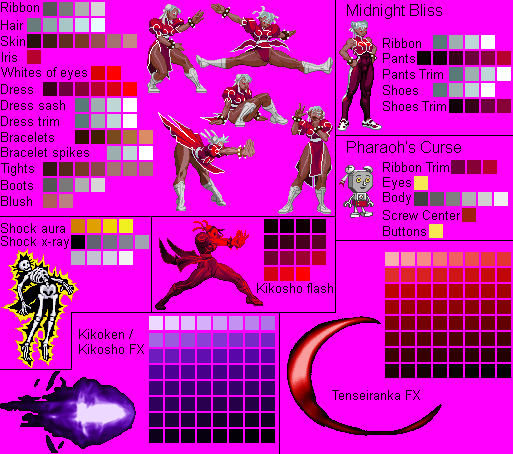 Ribbon
Hair
Skin
Iris
Whites of eyes
Dress
Dress sash
Dress trim
Bracelets
Bracelet spikes
Tights
Boots
Blush
Midnight Bliss
Ribbon
Pants
Pants Trim
Shoes
Shoes Trim
Pharaoh's Curse
Ribbon Trim
Eyes
Body
Screw Center
Buttons
Shock aura
Shock x-ray
Kikosho flash
Kikoken /
Kikosho FX
Tenseiranka FX